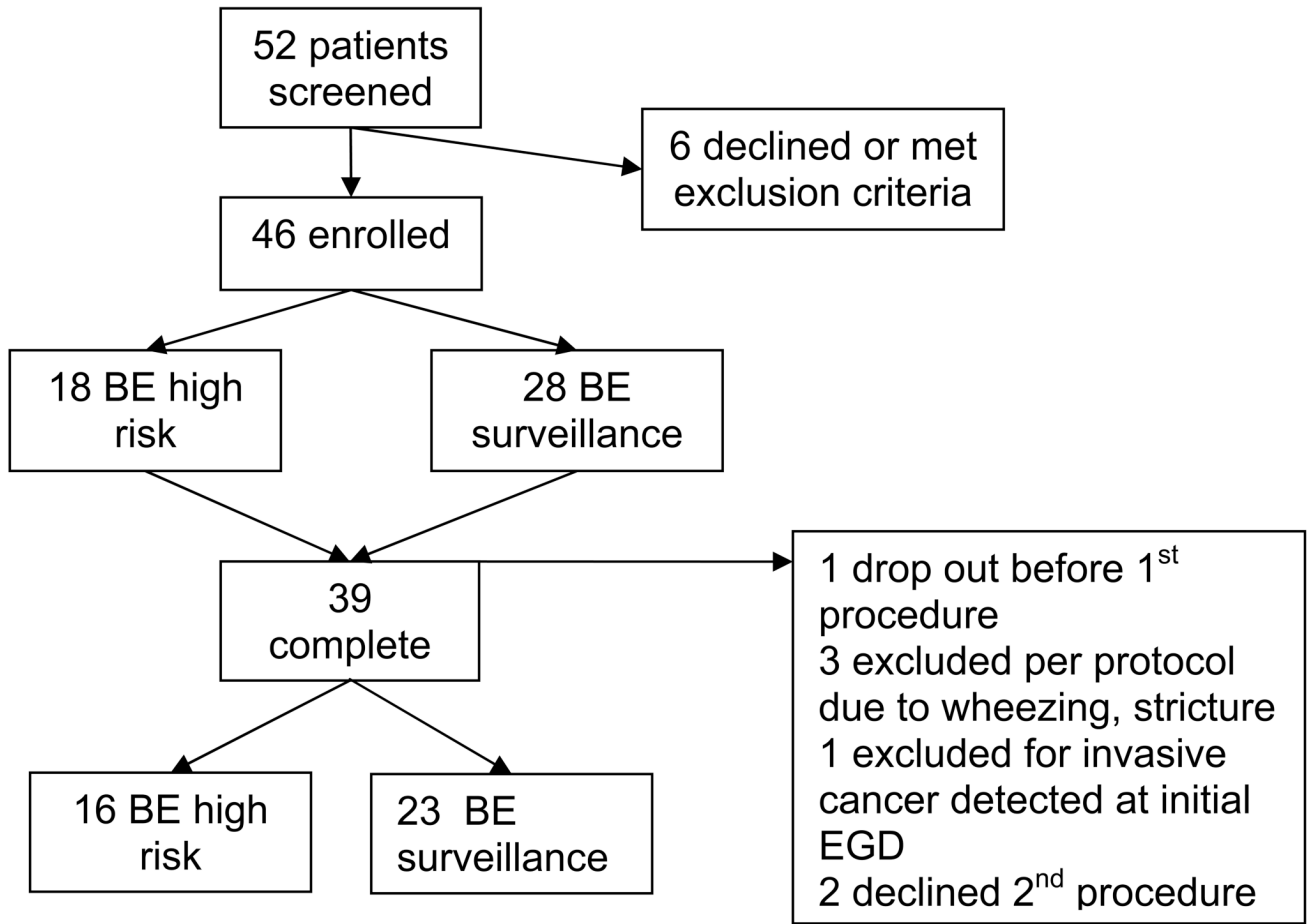 52 patients
screened
6 declined or met
exclusion criteria
46 enrolled
18 BE high
risk
28 BE
surveillance
39
complete
1 drop out before 1st
procedure
3 excluded per protocol
due to wheezing, stricture
1 excluded for invasive
cancer detected at initial
EGD
2 declined 2nd procedure
16 BE high
risk
23  BE
surveillance